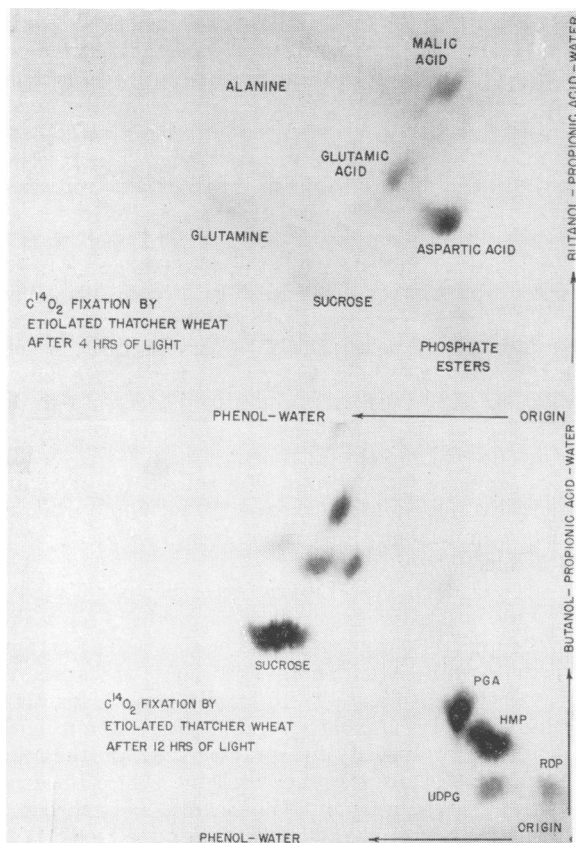 MALIC
ACID
ALANINE
GLUTAMIC
ACID
GLUTAMINE
ASPARTIC ACID
SUCROSE
C¹⁴O₂ FIXATION BY
ETIOLATED THATCHER WHEAT
AFTER 4 HRS OF LIGHT
PHOSPHATE
ESTERS
PHENOL-WATER
ORIGIN
BUTANOL-PROPIONIC ACID-WATER
SUCROSE
PGA
C¹⁴O₂ FIXATION BY
ETIOLATED THATCHER WHEAT
AFTER 12 HRS OF LIGHT
HMP
RDP
UDPG
ORIGIN
PHENOL-WATER
BUTANOL-PROPIONIC ACID-WATER